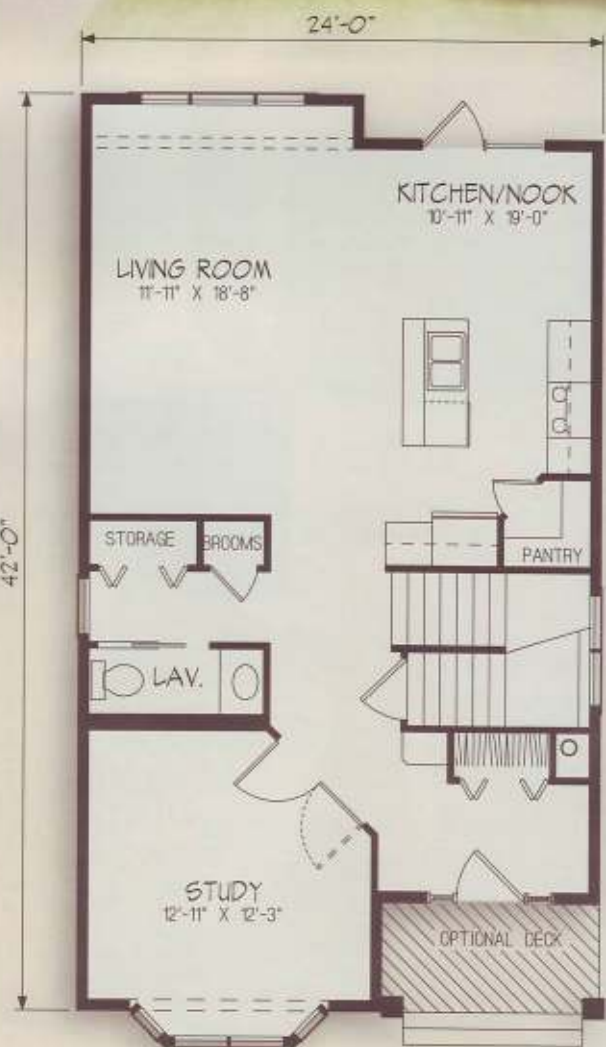 24'-0"
KITCHEN/NOOK
10'-11" X 19'-0"
LIVING ROOM
11'-11" X 18'-8"
42'-0"
STORAGE
BROOMS
PANTRY
LAV.
STUDY
12'-11" X 12'-3"
OPTIONAL DECK